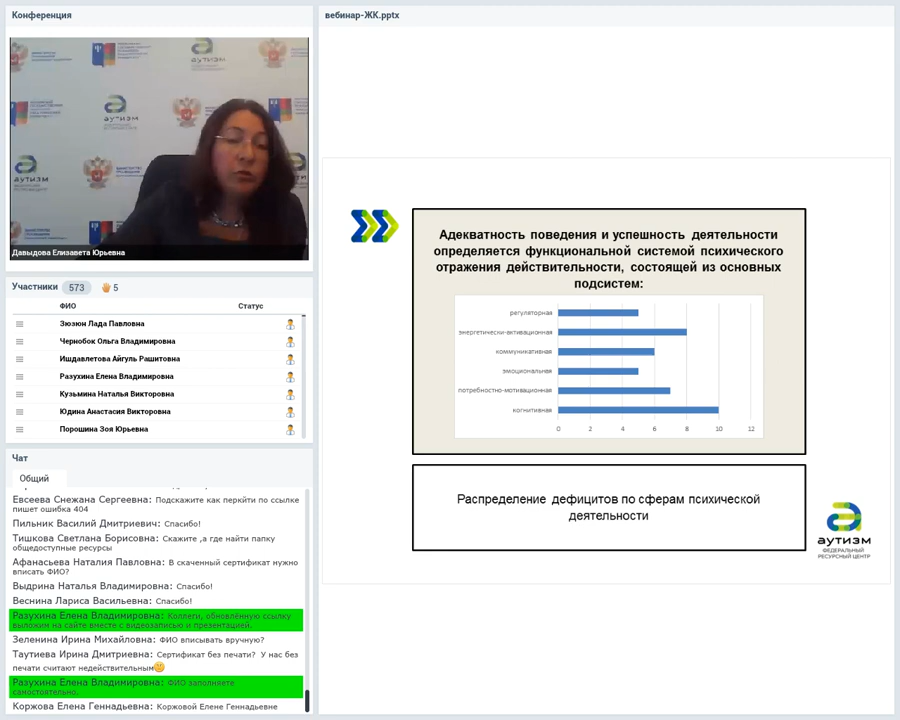 Конференция
аутизм
Давыдова Елизавета Юрьевна
Участники 573 5
ФИО Статус
Зюзюн Лада Павловна
Чернобок Ольга Владимировна
Ишдавлетова Айгуль Рашитовна
Разухина Елена Владимировна
Кузьмина Наталья Викторовна
Юдина Анастасия Викторовна
Порошина Зоя Юрьевна
Чат
Общий
Евсеева Снежана Сергеевна: Подскажите как перкйти по ссылке
пишет ошибка 404
Пильник Василий Дмитриевич: Спасибо!
Тишкова Светлана Борисовна: Скажите ,а где найти папку
общедоступные ресурсы
Афанасьева Наталия Павловна: В скаченный сертификат нужно
вписать ФИО?
Выдрина Наталья Владимировна: Спасибо!
Веснина Лариса Васильевна: Спасибо!
Разухина Елена Владимировна: Коллеги, обновлённую ссылку
выложим на сайте вместе с видеозаписью и презентацией.
Зеленина Ирина Михайловна: ФИО вписывать вручную?
Таутиева Ирина Дмитриевна: Сертификат без печати? У нас без
печати считают недействительным
Разухина Елена Владимировна: ФИО заполняете
самостоятельно.
Коржова Елена Геннадьевна: Коржовой Елене Геннадьевне
вебинар-ЖК.pptx
Адекватность поведения и успешность деятельности
определяется функциональной системой психического
отражения действительности, состоящей из основных
подсистем:
регуляторная
энергетически-активационная
коммуникативная
эмоциональная
потребностно-мотивационная
когнитивная
0 2 4 6 8 10 12
Распределение дефицитов по сферам психической
деятельности
аутизм
ФЕДЕРАЛЬНЫЙ
РЕСУРСНЫЙ ЦЕНТР